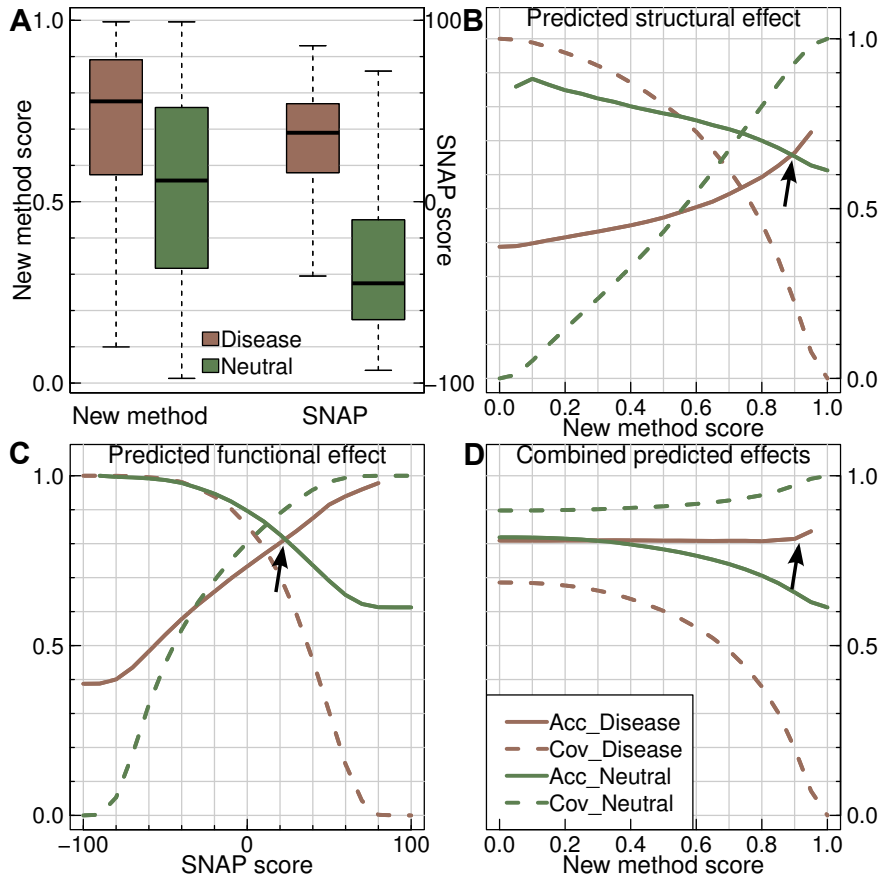 A
1.0
0.5
0.0
New method score
100
0
−100
SNAP score
Disease
Neutral
New method
SNAP
B
Predicted structural effect
1.0
0.5
0.0
0.0 0.2 0.4 0.6 0.8 1.0
New method score
C
Predicted functional effect
1.0
0.5
0.0
−100 0 100
SNAP score
D
Combined predicted effects
1.0
0.5
0.0
Acc_Disease
Cov_Disease
Acc_Neutral
Cov_Neutral
0.0 0.2 0.4 0.6 0.8 1.0
New method score